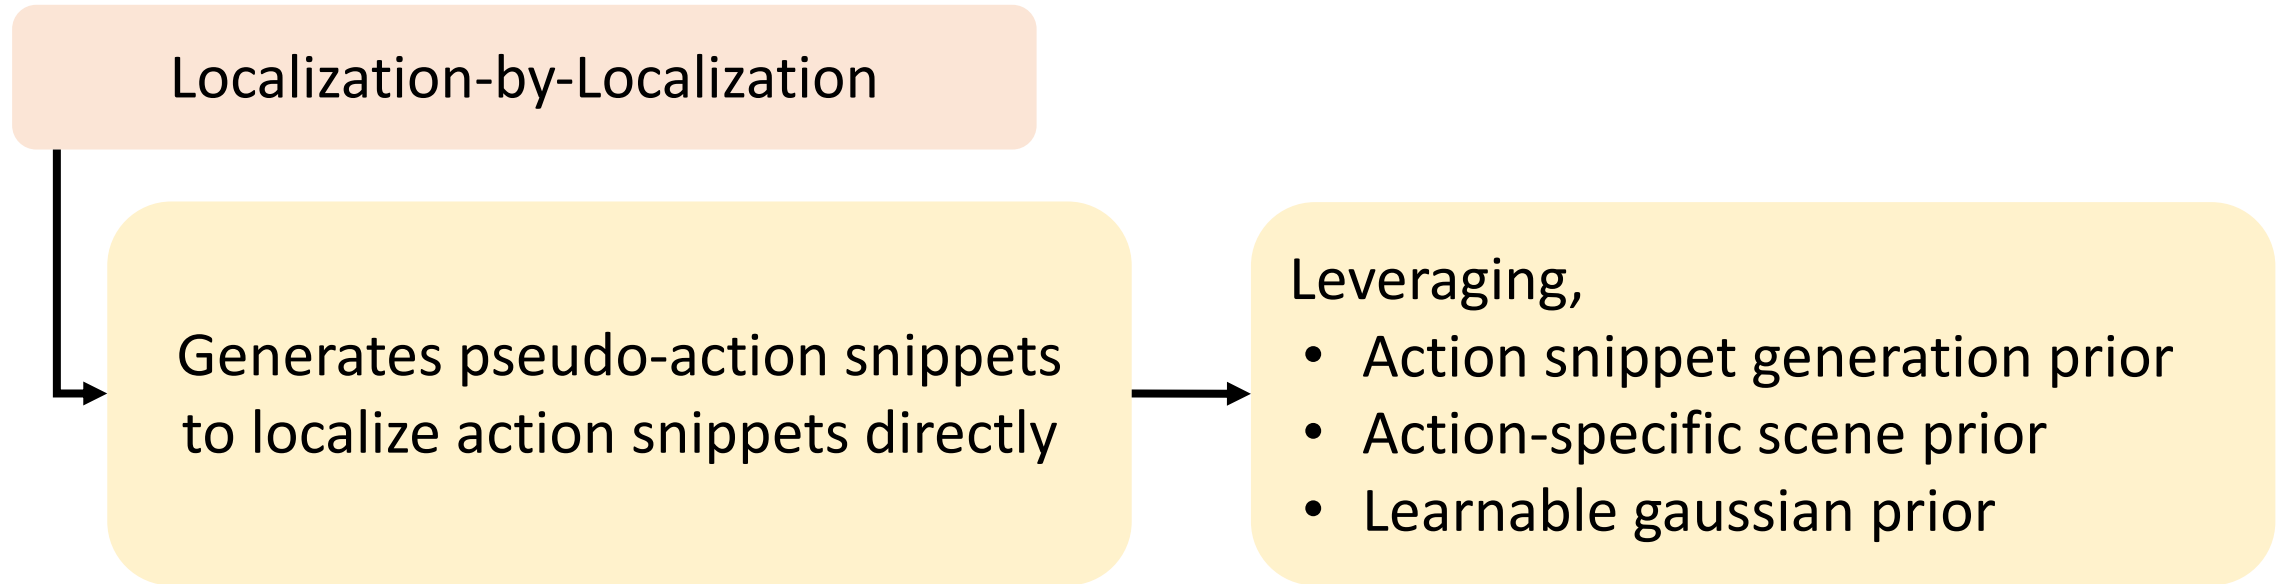 Localization-by-Localization
Generates pseudo-action snippets
to localize action snippets directly
Leveraging,
• Action snippet generation prior
• Action-specific scene prior
• Learnable gaussian prior